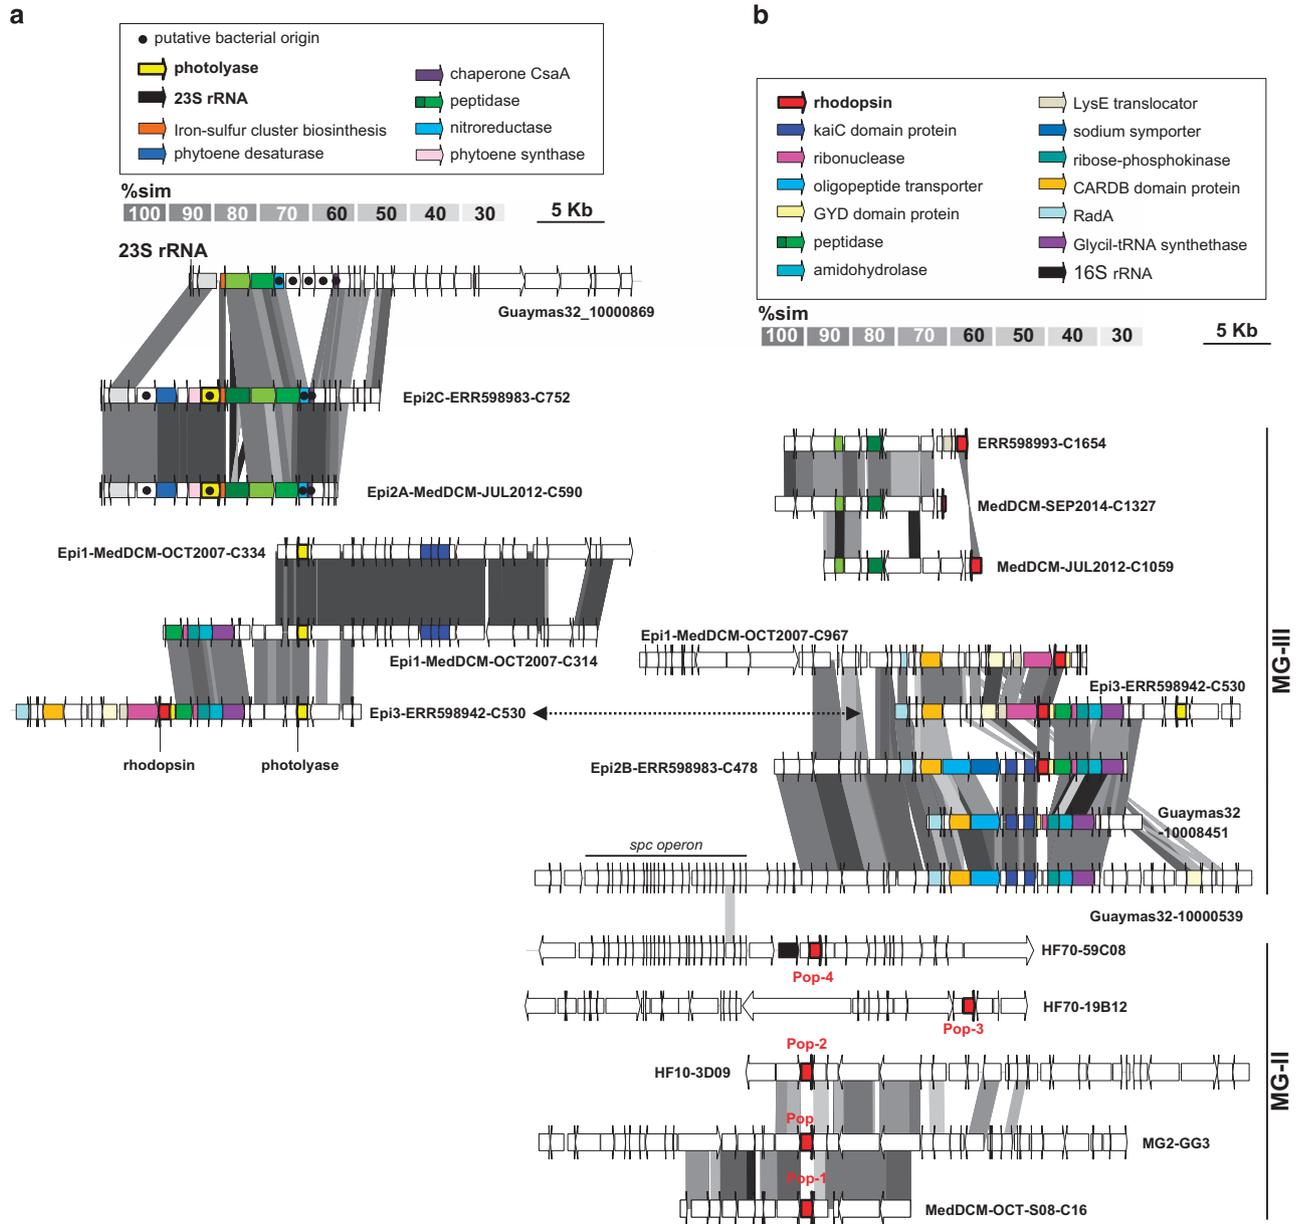 a
putative bacterial origin
photolyase
23S rRNA
Iron-sulfur cluster biosinthesis
phytoene desaturase
chaperone CsaA
peptidase
nitroreductase
phytoene synthase
%sim
100 90 80 70 60 50 40 30
5 Kb
23S rRNA
Guaymas32_10000869
Epi2C-ERR598983-C752
Epi2A-MedDCM-JUL2012-C590
Epi1-MedDCM-OCT2007-C334
Epi1-MedDCM-OCT2007-C314
Epi3-ERR598942-C530
rhodopsin
photolyase
b
rhodopsin
kaiC domain protein
ribonuclease
oligopeptide transporter
GYD domain protein
peptidase
amidohydrolase
LysE translocator
sodium symporter
ribose-phosphokinase
CARDB domain protein
RadA
Glycil-tRNA synthethase
16S rRNA
%sim
100 90 80 70 60 50 40 30
5 Kb
ERR598993-C1654
MedDCM-SEP2014-C1327
MedDCM-JUL2012-C1059
Epi1-MedDCM-OCT2007-C967
Epi3-ERR598942-C530
Epi2B-ERR598983-C478
Guaymas32
-10008451
spc operon
Guaymas32-10000539
MG-III
HF70-59C08
Pop-4
HF70-19B12
Pop-3
Pop-2
HF10-3D09
Pop
MG2-GG3
Pop-1
MedDCM-OCT-S08-C16
MG-II